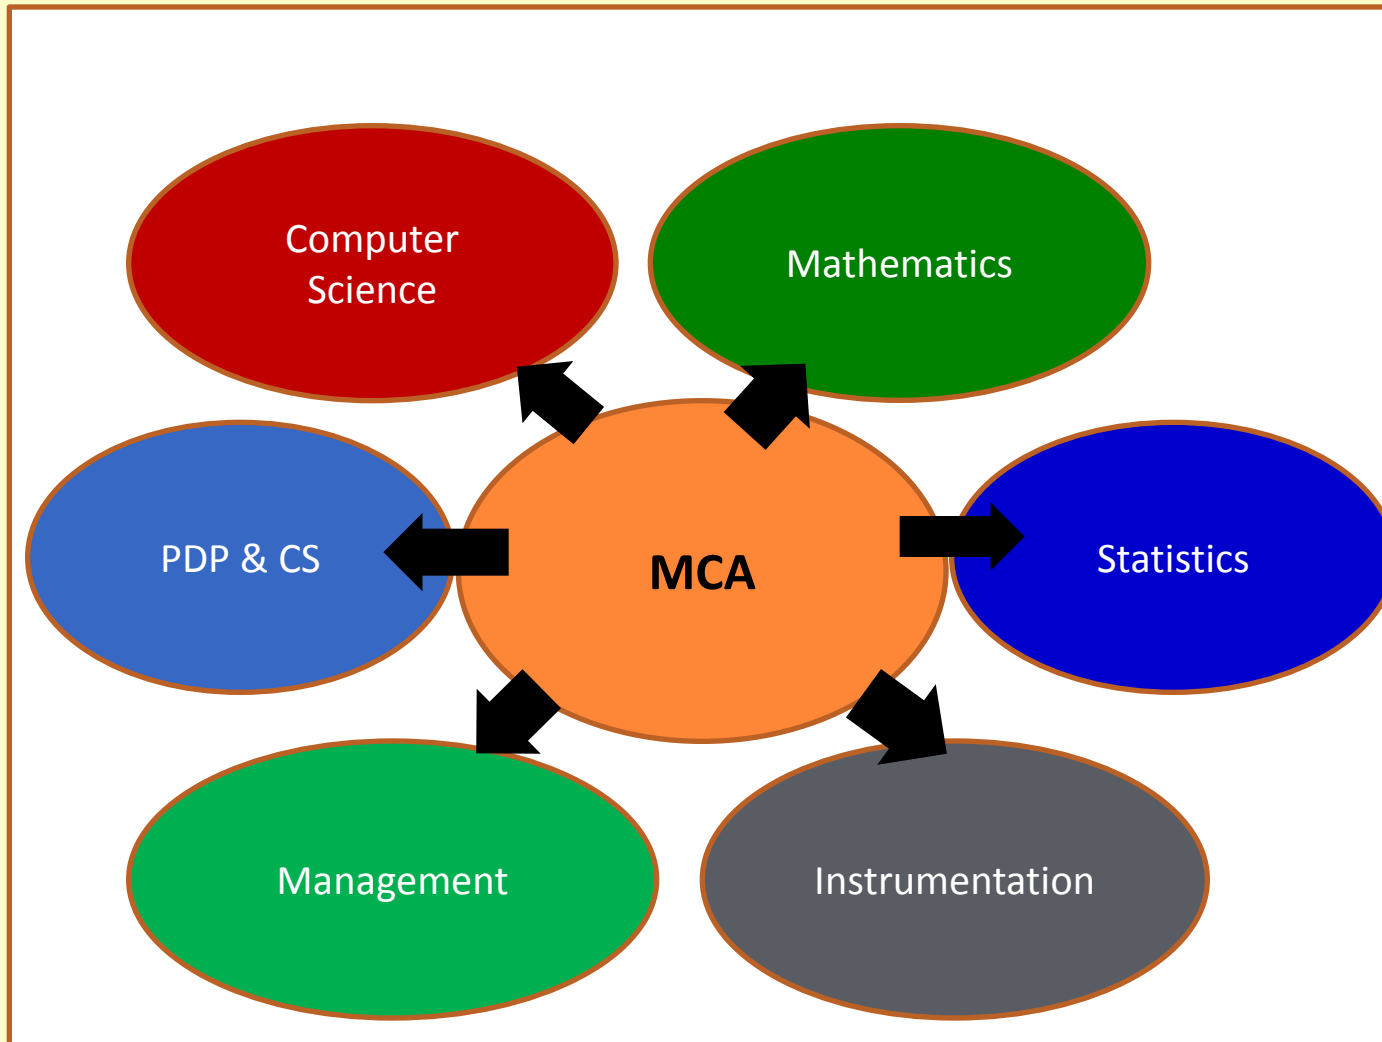 Computer
Science
Mathematics
PDP & CS
MCA
Statistics
Management
Instrumentation